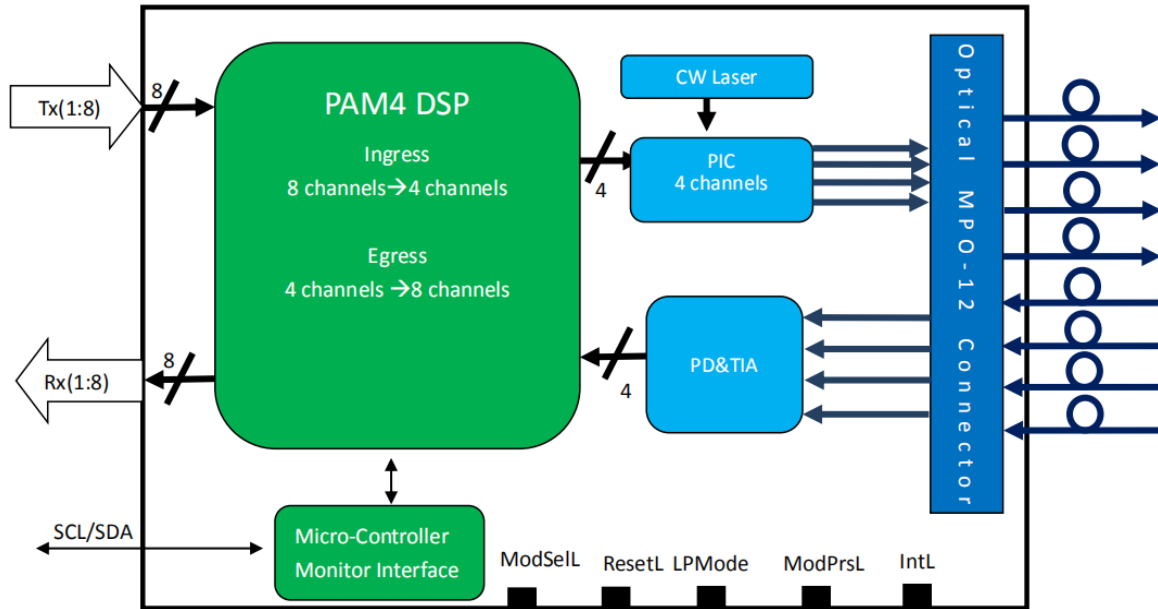 Tx(1:8)
8
PAM4 DSP
Ingress
8 channels→4 channels
Egress
4 channels →8 channels
4
CW Laser
PIC
4 channels
Optical MPO-12 Connector
Rx(1:8)
8
4
PD&TIA
SCL/SDA
Micro-Controller
Monitor Interface
ModSelL
ResetL
LPMode
ModPrsL
IntL